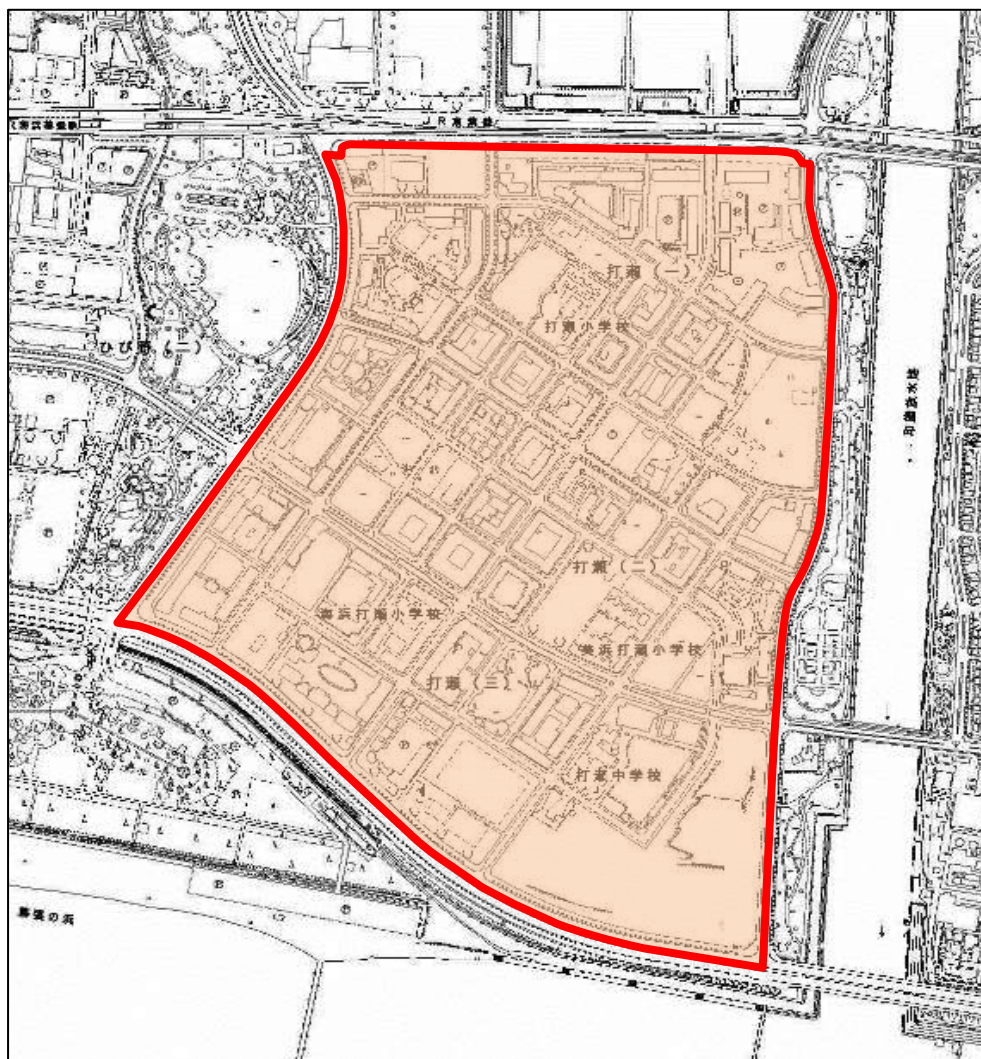 JR京葉線
打瀬(一)
打瀬小学校
ひび野(二)
打瀬(二)
海浜打瀬小学校
美浜打瀬小学校
打瀬(三)
打瀬中学校
幕張の浜